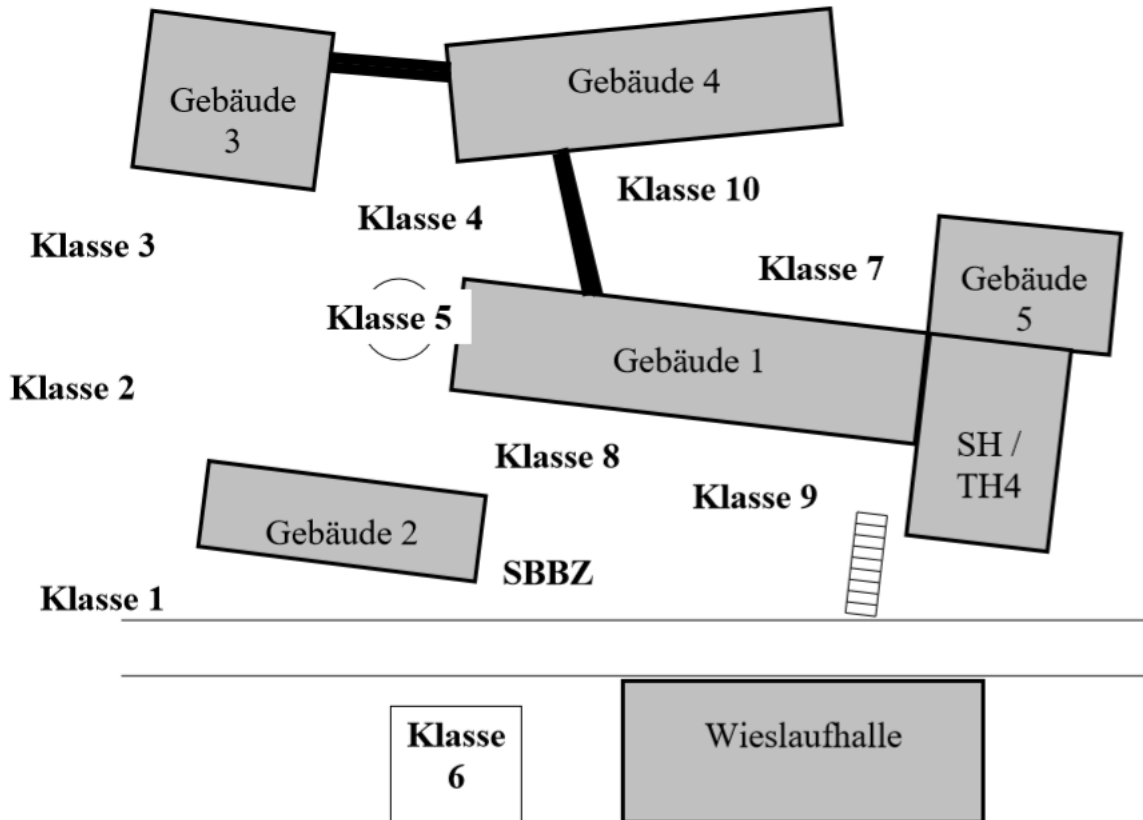 Gebäude
3
Gebäude 4
Klasse 10
Klasse 4
Klasse 3
Klasse 7
Gebäude
5
Klasse 5
Gebäude 1
Klasse 2
Klasse 8
SH /
TH4
Klasse 9
Gebäude 2
SBBZ
Klasse 1
Klasse
6
Wieslaufhalle